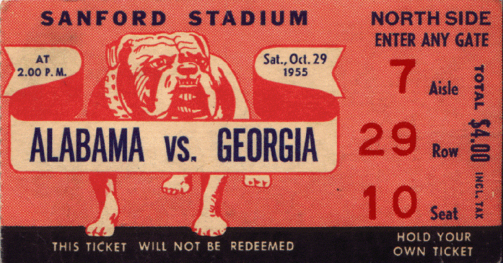 SANFORD STADIUM
AT
2.00 P.M.
Sat., Oct. 29
1955
ALABAMA vs. GEORGIA
THIS TICKET WILL NOT BE REDEEMED
NORTH SIDE
ENTER ANY GATE
7 Aisle
29 Row
10 Seat
TOTAL $4.00 INCL. TAX
HOLD YOUR
OWN TICKET